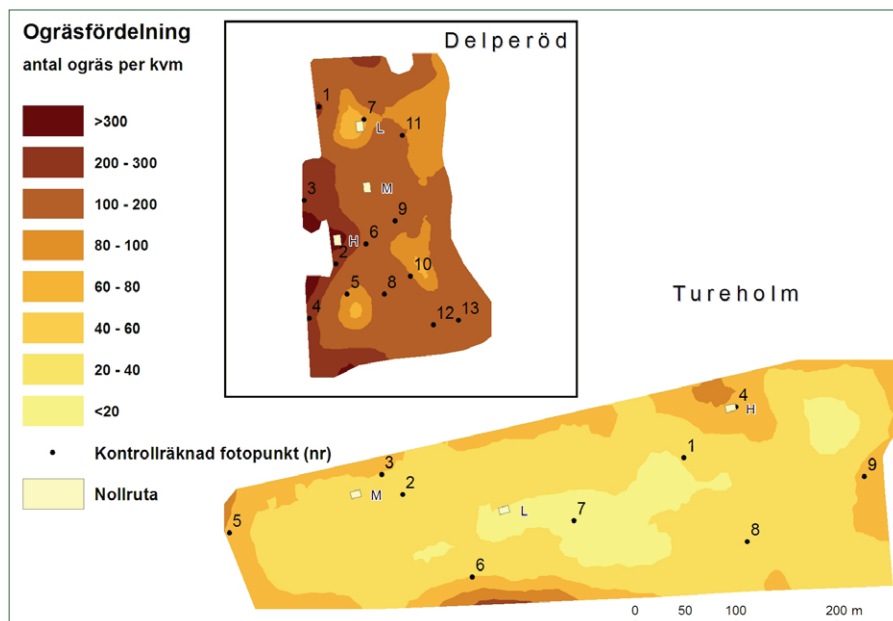 Ogräsfördelning
antal ogräs per kvm
>300
200 - 300
100 - 200
80 - 100
60 - 80
40 - 60
20 - 40
<20
Kontrollräknad fotopunkt (nr)
Nollruta
Delperöd
1
7
L
11
3
M
9
6
H
2
10
5
8
4
12
13
Tureholm
4
H
1
9
3
2
M
L
7
5
8
6
0 50 100 200 m